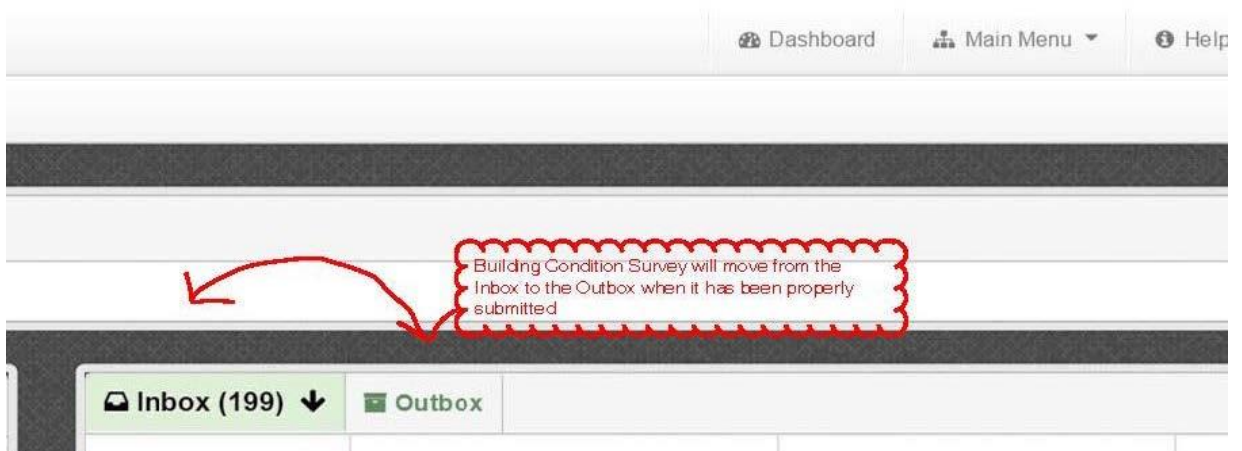 Dashboard Main Menu Help
Building Condition Survey will move from the
Inbox to the Outbox when it has been properly
submitted
Inbox (199) Outbox